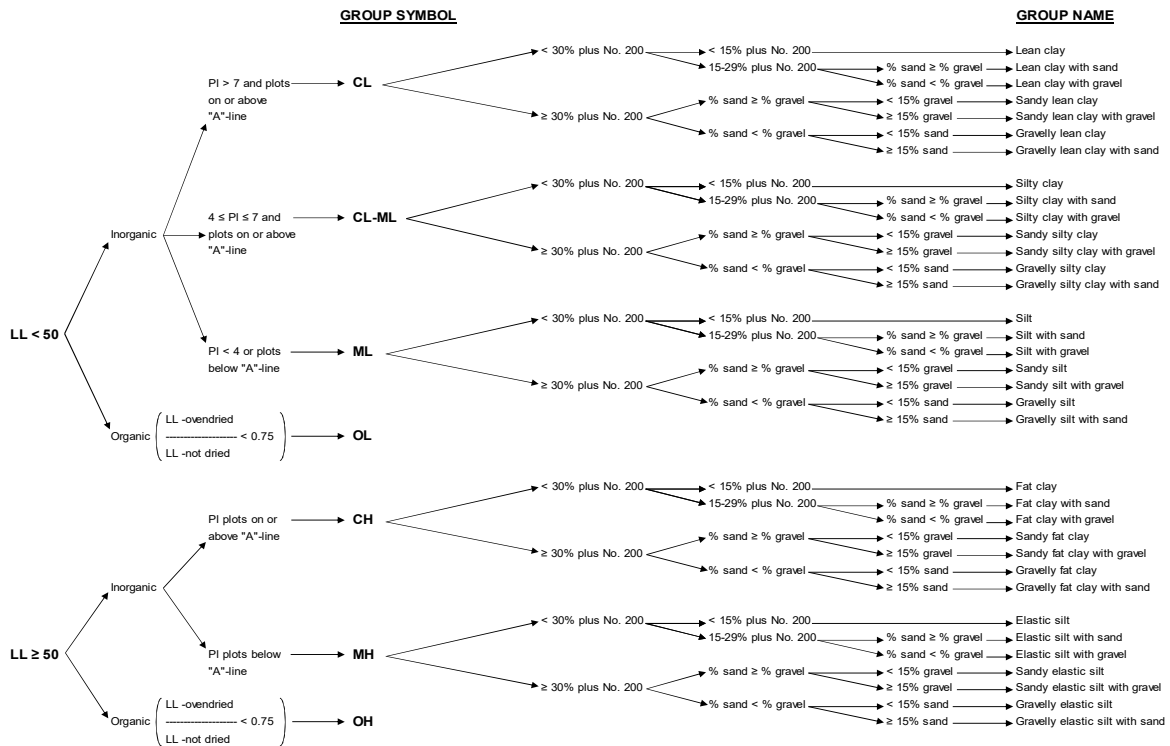 GROUP SYMBOL GROUP NAME
< 30% plus No. 200 < 15% plus No. 200 Lean clay
PI > 7 and plots 15-29% plus No. 200 % sand ≥ % gravel Lean clay with sand
on or above CL % sand < % gravel Lean clay with gravel
"A"-line % sand ≥ % gravel < 15% gravel Sandy lean clay
≥ 30% plus No. 200 ≥ 15% gravel Sandy lean clay with gravel
% sand < % gravel < 15% sand Gravelly lean clay
≥ 15% sand Gravelly lean clay with sand
< 30% plus No. 200 < 15% plus No. 200 Silty clay
15-29% plus No. 200 % sand ≥ % gravel Silty clay with sand
4 ≤ PI ≤ 7 and CL-ML % sand < % gravel Silty clay with gravel
Inorganic plots on or above % sand ≥ % gravel < 15% gravel Sandy silty clay
"A"-line ≥ 30% plus No. 200 ≥ 15% gravel Sandy silty clay with gravel
% sand < % gravel < 15% sand Gravelly silty clay
≥ 15% sand Gravelly silty clay with sand
< 30% plus No. 200 < 15% plus No. 200 Silt
LL < 50 15-29% plus No. 200 % sand ≥ % gravel Silt with sand
PI < 4 or plots ML % sand < % gravel Silt with gravel
below "A"-line % sand ≥ % gravel < 15% gravel Sandy silt
≥ 30% plus No. 200 ≥ 15% gravel Sandy silt with gravel
% sand < % gravel < 15% sand Gravelly silt
≥ 15% sand Gravelly silt with sand
LL -ovendried
Organic --------------------- < 0.75 OL
LL -not dried
< 30% plus No. 200 < 15% plus No. 200 Fat clay
15-29% plus No. 200 % sand ≥ % gravel Fat clay with sand
PI plots on or CH % sand < % gravel Fat clay with gravel
above "A"-line % sand ≥ % gravel < 15% gravel Sandy fat clay
≥ 30% plus No. 200 ≥ 15% gravel Sandy fat clay with gravel
% sand < % gravel < 15% sand Gravelly fat clay
Inorganic ≥ 15% sand Gravelly fat clay with sand
< 30% plus No. 200 < 15% plus No. 200 Elastic silt
15-29% plus No. 200 % sand ≥ % gravel Elastic silt with sand
LL ≥ 50 PI plots below MH % sand < % gravel Elastic silt with gravel
"A"-line % sand ≥ % gravel < 15% gravel Sandy elastic silt
≥ 30% plus No. 200 ≥ 15% gravel Sandy elastic silt with gravel
% sand < % gravel < 15% sand Gravelly elastic silt
LL -ovendried ≥ 15% sand Gravelly elastic silt with sand
Organic --------------------- < 0.75 OH
LL -not dried